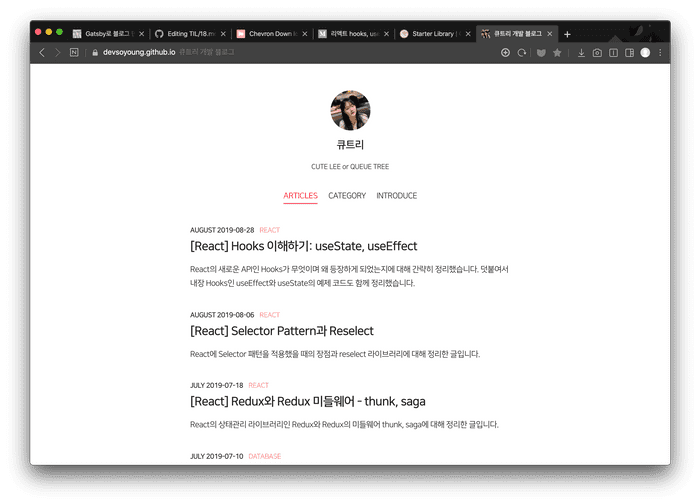 Gatsby로 블로그
Editing TIL/18.m
Chevron Down I
리액트 hooks, use
Starter Library |
큐트리 개발 블로그
devsoyoung.github.io 큐트리 개발 블로그
큐트리
CUTE LEE or QUEUE TREE
ARTICLES CATEGORY INTRODUCE
AUGUST 2019-08-28 REACT
[React] Hooks 이해하기: useState, useEffect
React의 새로운 API인 Hooks가 무엇이며 왜 등장하게 되었는지에 대해 간략히 정리했습니다. 덧붙여서
내장 Hooks인 useEffect와 useState의 예제 코드도 함께 정리했습니다.
AUGUST 2019-08-06 REACT
[React] Selector Pattern과 Reselect
React에 Selector 패턴을 적용했을 때의 장점과 reselect 라이브러리에 대해 정리한 글입니다.
JULY 2019-07-18 REACT
[React] Redux와 Redux 미들웨어 - thunk, saga
React의 상태관리 라이브러리인 Redux와 Redux의 미들웨어 thunk, saga에 대해 정리한 글입니다.
JULY 2019-07-10 DATABASE